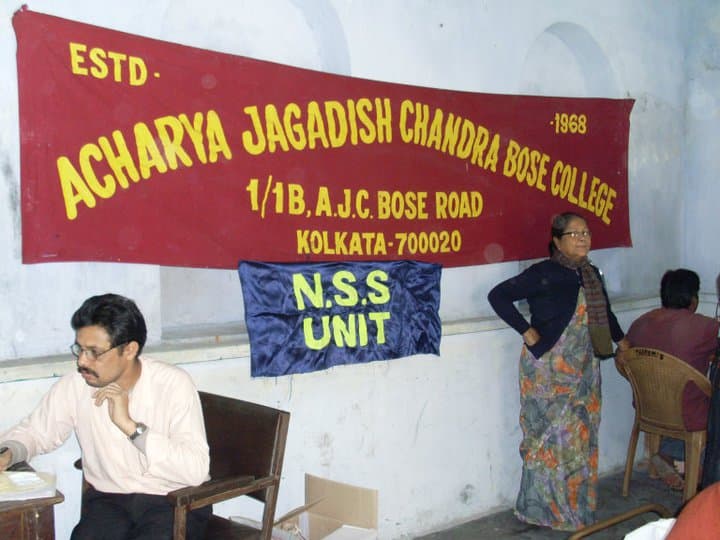 ESTD - -1968
ACHARYA JAGADISH CHANDRA BOSE COLLEGE
1/1B, A.J.C. BOSE ROAD
KOLKATA-700020
N.S.S
UNIT